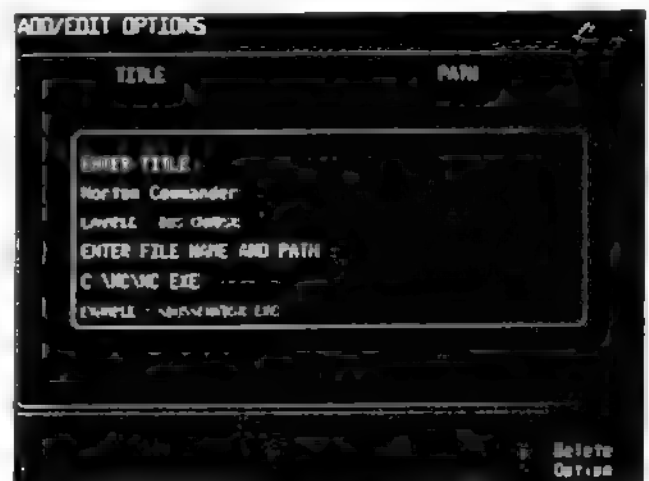 ADD/EDIT OPTIONS
TITLE PATH
ENTER TITLE
Norton Commander
ENTER FILE NAME AND PATH
C \NC\NC EXE
Delete
Option